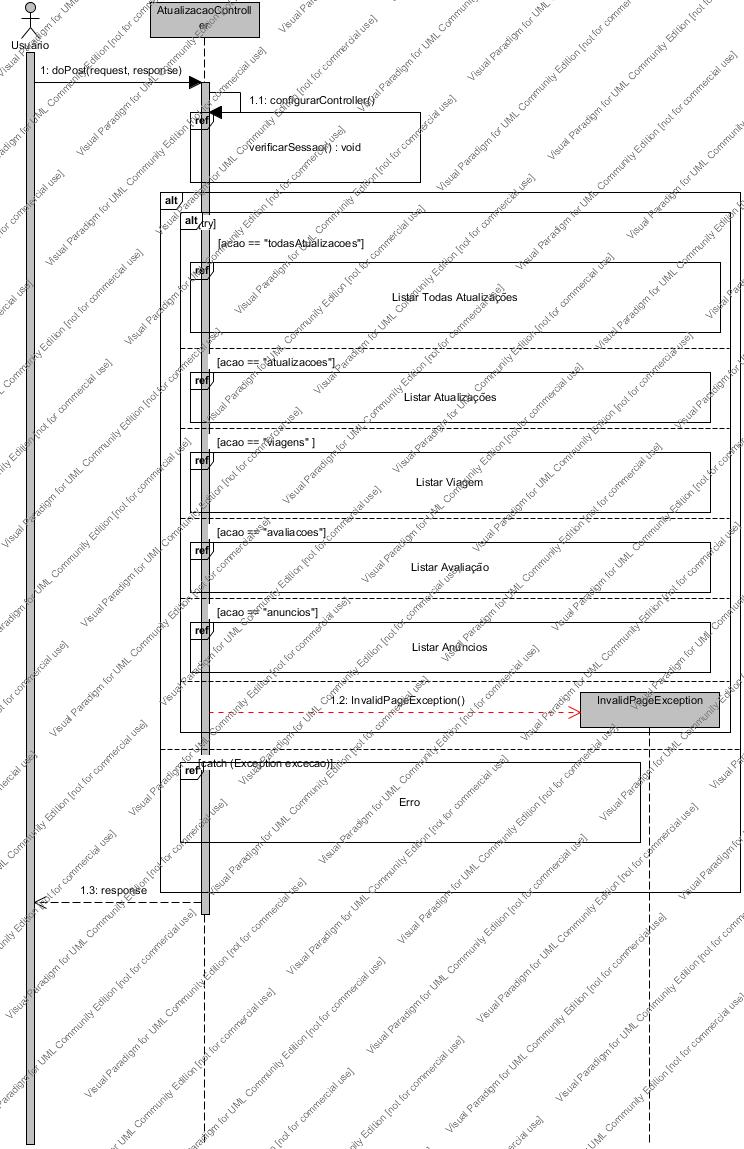 AtualizacaoControll
er
Usuário
1: doPost(request, response)
1.1: configurarController()
ref
verificarSessao() : void
alt
alt
[try]
[acao == "todasAtualizacoes"]
ref
Listar Todas Atualizações
[acao == "atualizacoes"]
ref
Listar Atualizações
[acao == "viagens" ]
ref
Listar Viagem
[acao == "avaliacoes"]
ref
Listar Avaliação
[acao == "anuncios"]
ref
Listar Anúncios
1.2: InvalidPageException()
InvalidPageException
[catch (Exception excecao)]
ref
Erro
1.3: response
Visual Paradigm for UML Community Edition [not for commercial use]